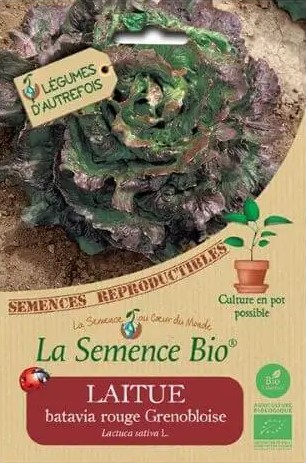 LÉGUMES
D'AUTREFOIS
SEMENCES REPRODUCTIBLES
Culture en pot
possible
La Semence au Cœur du Monde
La Semence Bio®
LAITUE
batavia rouge Grenobloise
Lactuca sativa L.
Bio
AGRICULTURE
BIOLOGIQUE